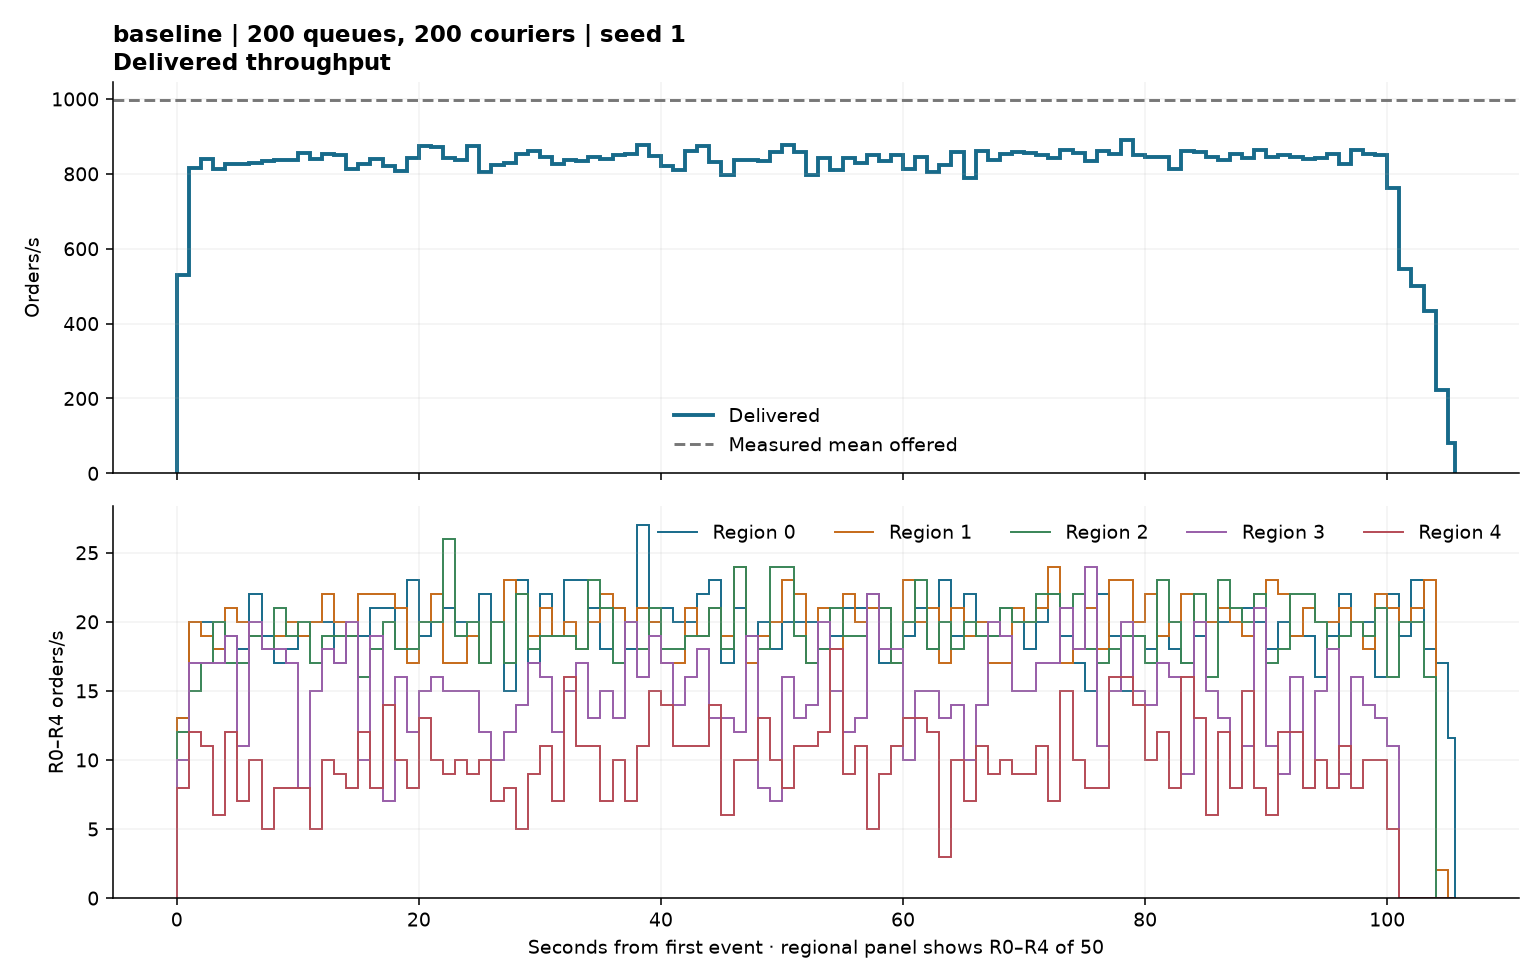 baseline | 200 queues, 200 couriers | seed 1
Delivered throughput
1000
800
600
400
200
0
Orders/s
Delivered
Measured mean offered
Region 0
Region 1
Region 2
Region 3
Region 4
25
20
15
10
5
0
R0–R4 orders/s
0
20
40
60
80
100
Seconds from first event · regional panel shows R0–R4 of 50